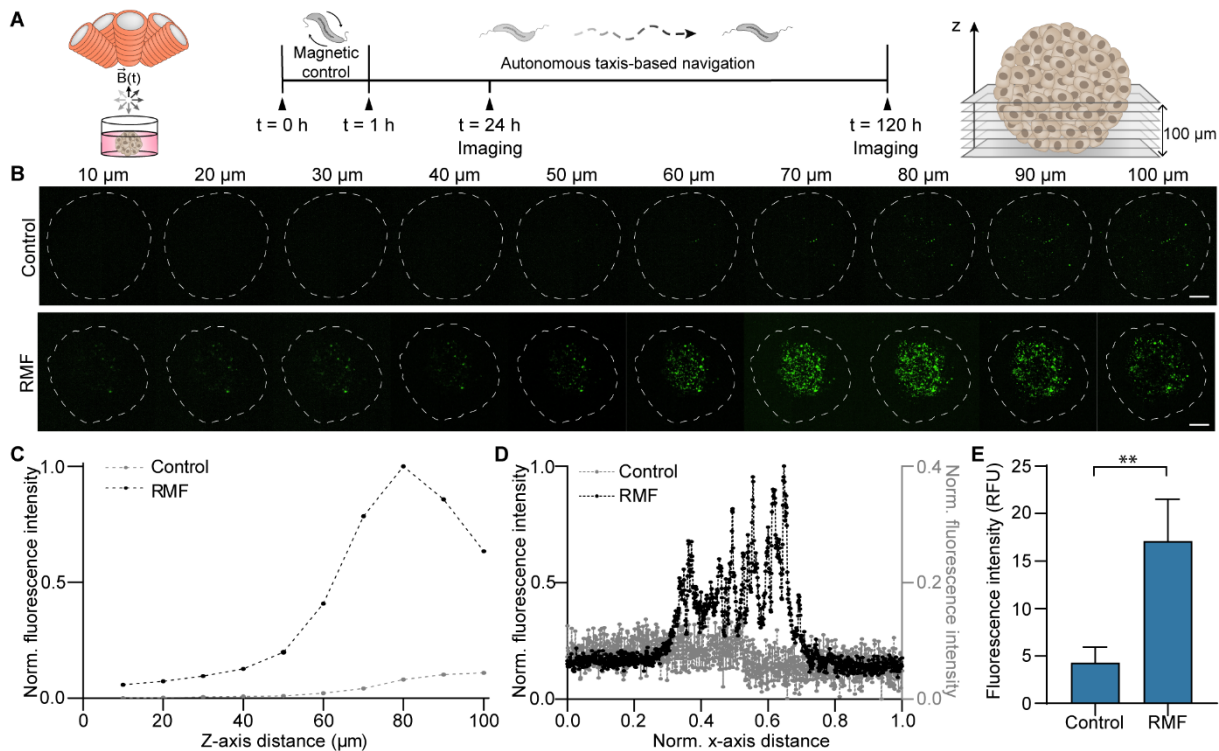 A
B⃗(t)
Magnetic
control
Autonomous taxis-based navigation
t = 0 h
t = 1 h
t = 24 h
Imaging
t = 120 h
Imaging
z
100 µm
B
10 µm 20 µm 30 µm 40 µm 50 µm 60 µm 70 µm 80 µm 90 µm 100 µm
Control
RMF
C
Norm. fluorescence intensity
1.0
0.5
0.0
Control
RMF
0 20 40 60 80 100
Z-axis distance (µm)
D
Norm. fluorescence intensity
1.0
0.5
0.0
Control
RMF
0.4
0.2
0.0
Norm. fluorescence intensity
0.0 0.2 0.4 0.6 0.8 1.0
Norm. x-axis distance
E
Fluorescence intensity (RFU)
25
20
15
10
5
0
**
Control RMF